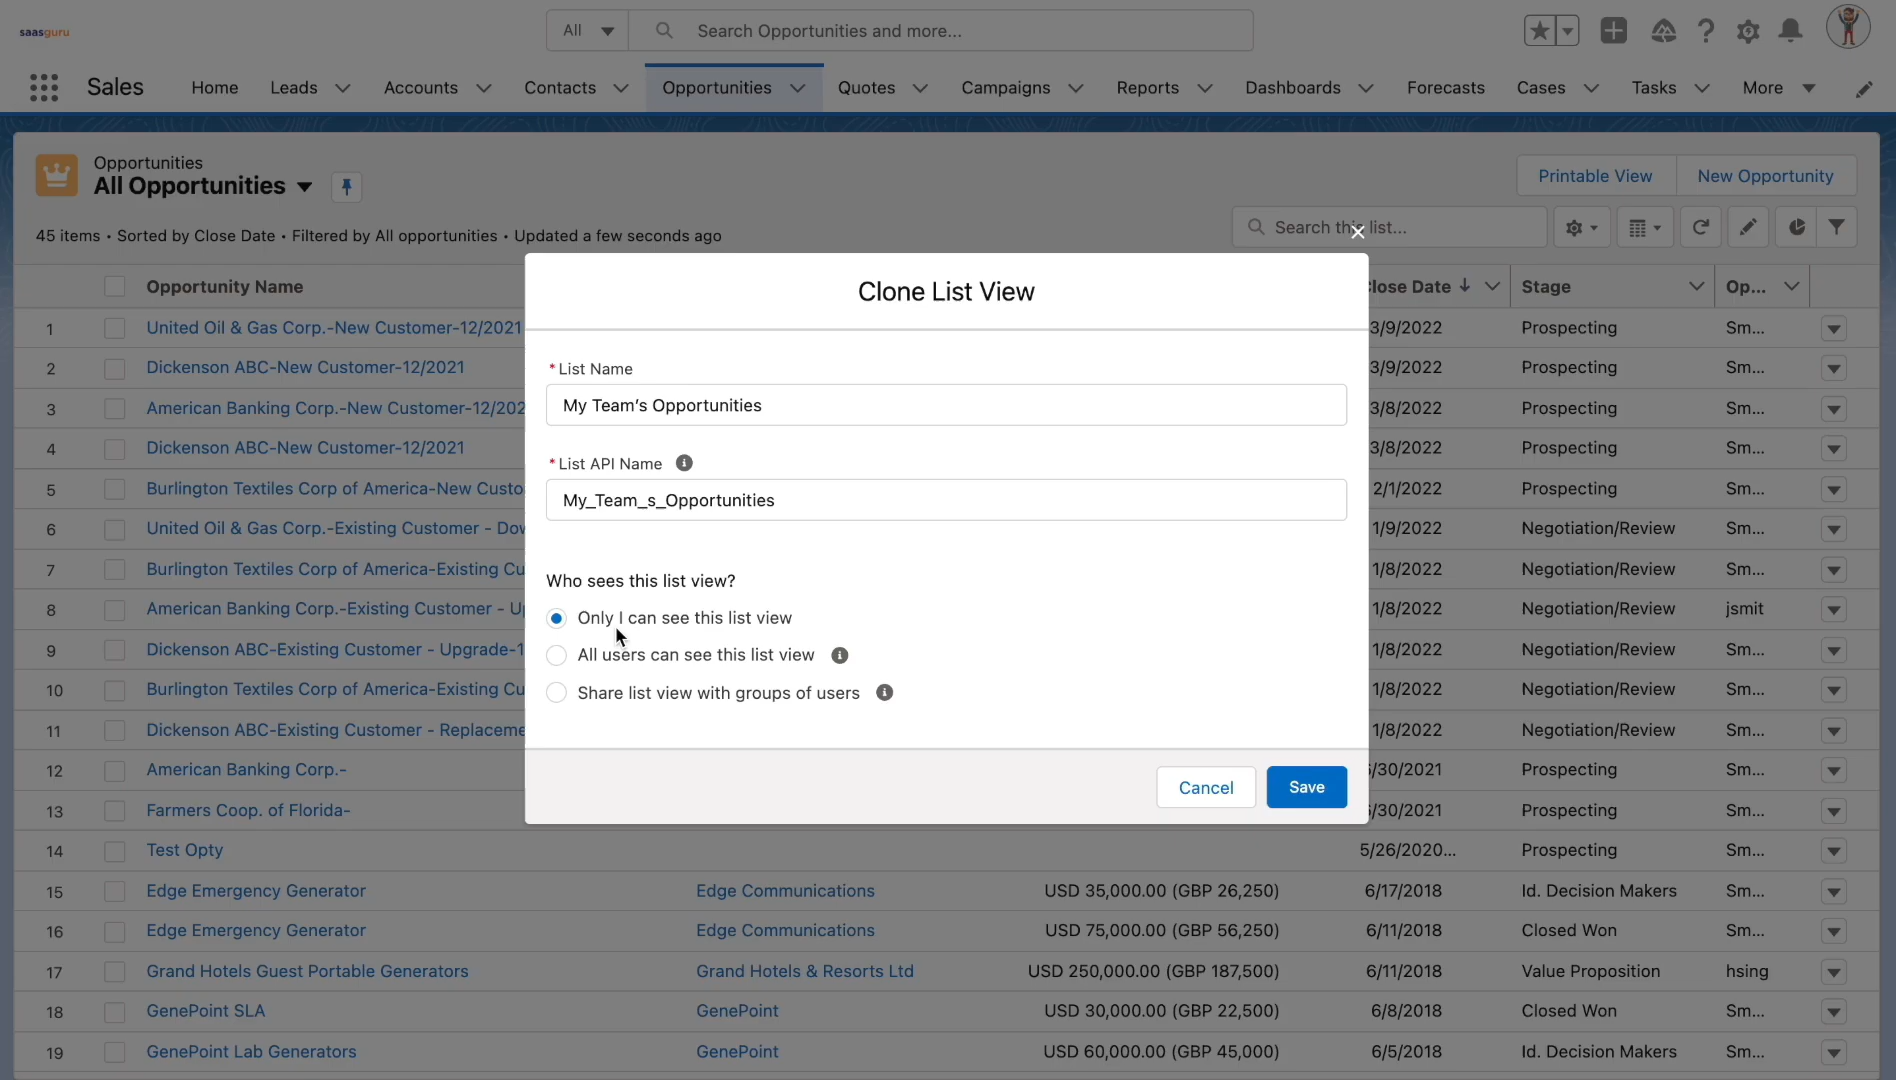 saasguru
All
Search Opportunities and more...
Sales
Home
Leads
Accounts
Contacts
Opportunities
Quotes
Campaigns
Reports
Dashboards
Forecasts
Cases
Tasks
More
Opportunities
All Opportunities
Printable View
New Opportunity
45 items • Sorted by Close Date • Filtered by All opportunities • Updated a few seconds ago
Search this list...
Clone List View
* List Name
My Team's Opportunities
* List API Name
My_Team_s_Opportunities
Who sees this list view?
Only I can see this list view
All users can see this list view
Share list view with groups of users
Cancel
Save
Opportunity Name Close Date Stage Op...
1 United Oil & Gas Corp.-New Customer-12/2021 3/9/2022 Prospecting Sm...
2 Dickenson ABC-New Customer-12/2021 3/9/2022 Prospecting Sm...
3 American Banking Corp.-New Customer-12/202 3/8/2022 Prospecting Sm...
4 Dickenson ABC-New Customer-12/2021 3/8/2022 Prospecting Sm...
5 Burlington Textiles Corp of America-New Custo 2/1/2022 Prospecting Sm...
6 United Oil & Gas Corp.-Existing Customer - Dow 1/9/2022 Negotiation/Review Sm...
7 Burlington Textiles Corp of America-Existing Cu 1/8/2022 Negotiation/Review Sm...
8 American Banking Corp.-Existing Customer - Up 1/8/2022 Negotiation/Review jsmit
9 Dickenson ABC-Existing Customer - Upgrade-1 1/8/2022 Negotiation/Review Sm...
10 Burlington Textiles Corp of America-Existing Cu 1/8/2022 Negotiation/Review Sm...
11 Dickenson ABC-Existing Customer - Replaceme 1/8/2022 Negotiation/Review Sm...
12 American Banking Corp.- /30/2021 Prospecting Sm...
13 Farmers Coop. of Florida- /30/2021 Prospecting Sm...
14 Test Opty 5/26/2020... Prospecting Sm...
15 Edge Emergency Generator Edge Communications USD 35,000.00 (GBP 26,250) 6/17/2018 Id. Decision Makers Sm...
16 Edge Emergency Generator Edge Communications USD 75,000.00 (GBP 56,250) 6/11/2018 Closed Won Sm...
17 Grand Hotels Guest Portable Generators Grand Hotels & Resorts Ltd USD 250,000.00 (GBP 187,500) 6/11/2018 Value Proposition hsing
18 GenePoint SLA GenePoint USD 30,000.00 (GBP 22,500) 6/8/2018 Closed Won Sm...
19 GenePoint Lab Generators GenePoint USD 60,000.00 (GBP 45,000) 6/5/2018 Id. Decision Makers Sm...